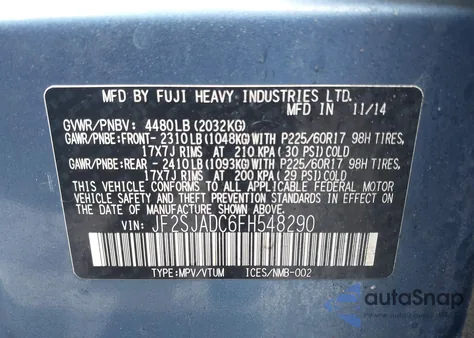 MFD BY FUJI HEAVY INDUSTRIES LTD.
MFD IN 11/14
GVWR/PNBV: 4480LB (2032KG)
GAWR/PNBE:FRONT-2310LB(1048KG)WITH P225/60R17 98H TIRES,
17X7J RIMS AT 210KPA(30 PSI)COLD
GAWR/PNBE:REAR -2410LB(1093KG)WITH P225/60R17 98H TIRES,
17X7J RIMS AT 200KPA(29 PSI)COLD
THIS VEHICLE CONFORMS TO ALL APPLICABLE FEDERAL MOTOR
VEHICLE SAFETY, BUMPER, AND THEFT PREVENTION STANDARDS
IN EFFECT ON THE DATE OF MANUFACTURE SHOWN ABOVE.
VIN: JF2SJADC6FH548290
TYPE:MPV/VTUM ICES/NMB-002
autoSnap